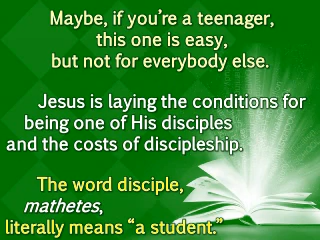 Maybe, if you’re a teenager,
this one is easy,
but not for everybody else.
Jesus is laying the conditions for
being one of His disciples
and the costs of discipleship.
The word disciple,
mathetes,
literally means “a student.”